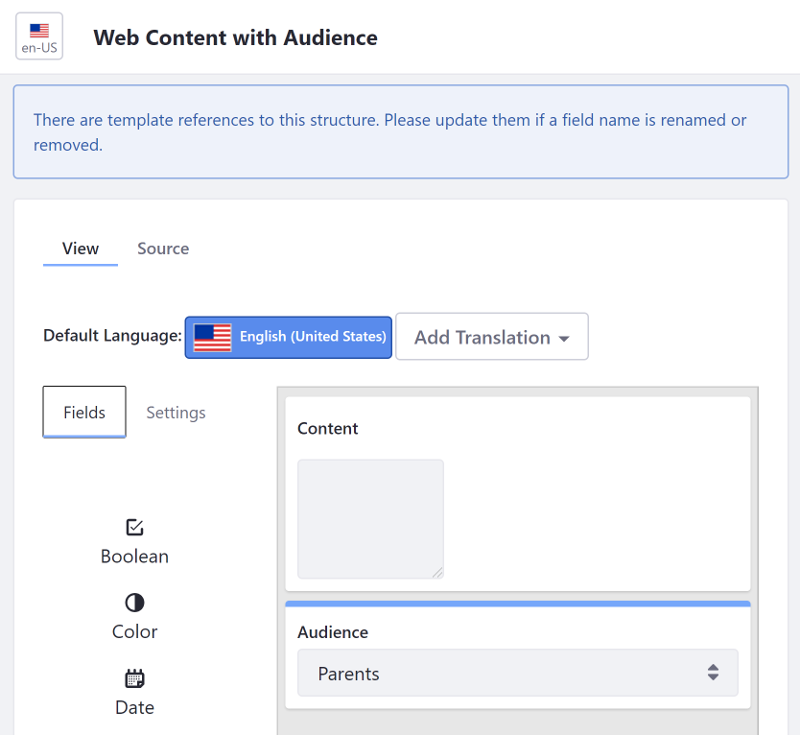 en-US
Web Content with Audience
There are template references to this structure. Please update them if a field name is renamed or
removed.
View Source
Default Language: English (United States) Add Translation
Fields Settings
Content
Boolean
Color
Audience
Parents
Date